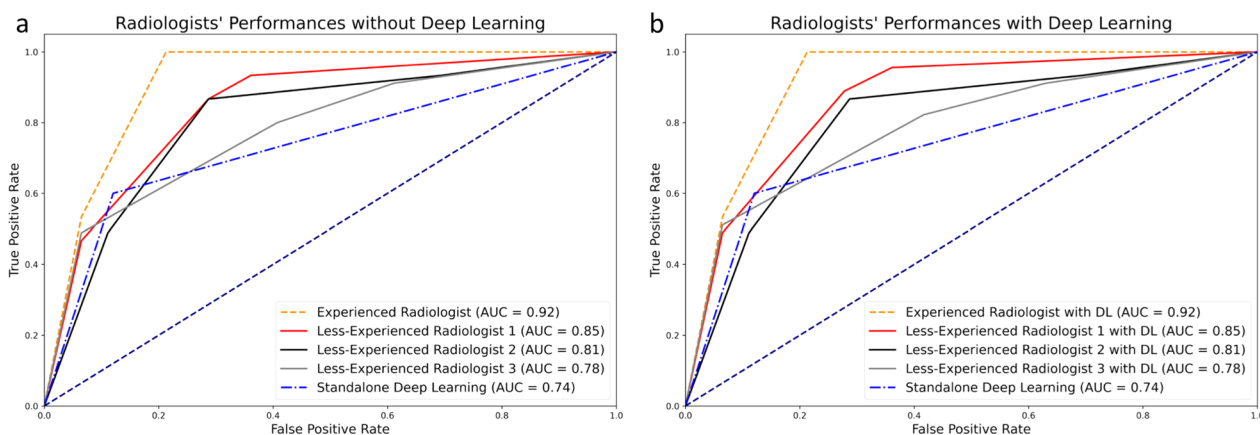 a
Radiologists' Performances without Deep Learning
True Positive Rate
1.0
0.8
0.6
0.4
0.2
0.0
0.0 0.2 0.4 0.6 0.8 1.0
False Positive Rate
Experienced Radiologist (AUC = 0.92)
Less-Experienced Radiologist 1 (AUC = 0.85)
Less-Experienced Radiologist 2 (AUC = 0.81)
Less-Experienced Radiologist 3 (AUC = 0.78)
Standalone Deep Learning (AUC = 0.74)
b
Radiologists' Performances with Deep Learning
True Positive Rate
1.0
0.8
0.6
0.4
0.2
0.0
0.0 0.2 0.4 0.6 0.8 1.0
False Positive Rate
Experienced Radiologist with DL (AUC = 0.92)
Less-Experienced Radiologist 1 with DL (AUC = 0.85)
Less-Experienced Radiologist 2 with DL (AUC = 0.81)
Less-Experienced Radiologist 3 with DL (AUC = 0.78)
Standalone Deep Learning (AUC = 0.74)